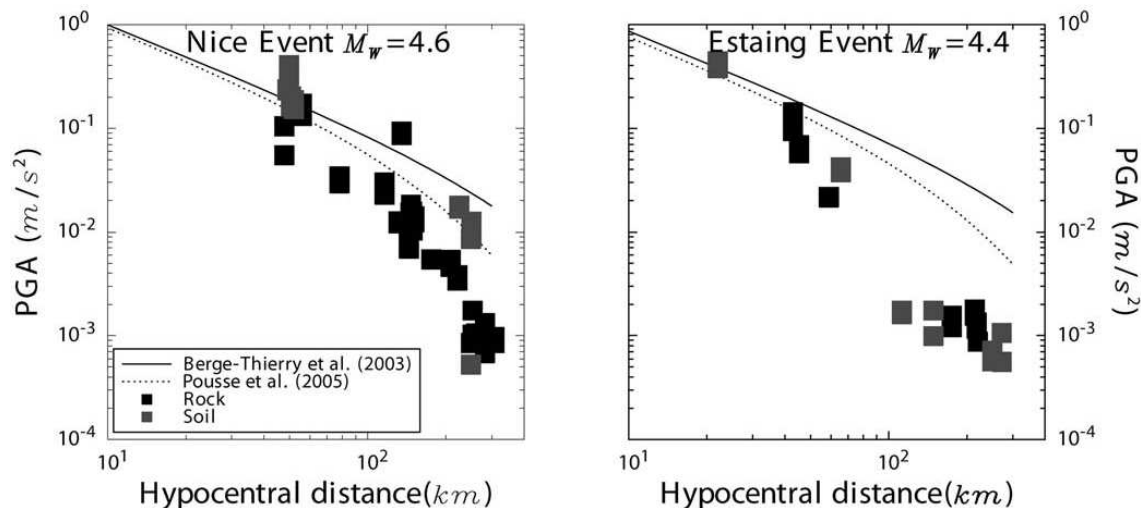 Nice Event M_W=4.6
10^0
10^-1
10^-2
10^-3
10^-4
PGA (m/s^2)
Berge-Thierry et al. (2003)
Pousse et al. (2005)
Rock
Soil
10^1
10^2
Hypocentral distance(km)
Estaing Event M_W=4.4
10^0
10^-1
10^-2
10^-3
10^-4
PGA (m/s^2)
10^1
10^2
Hypocentral distance(km)